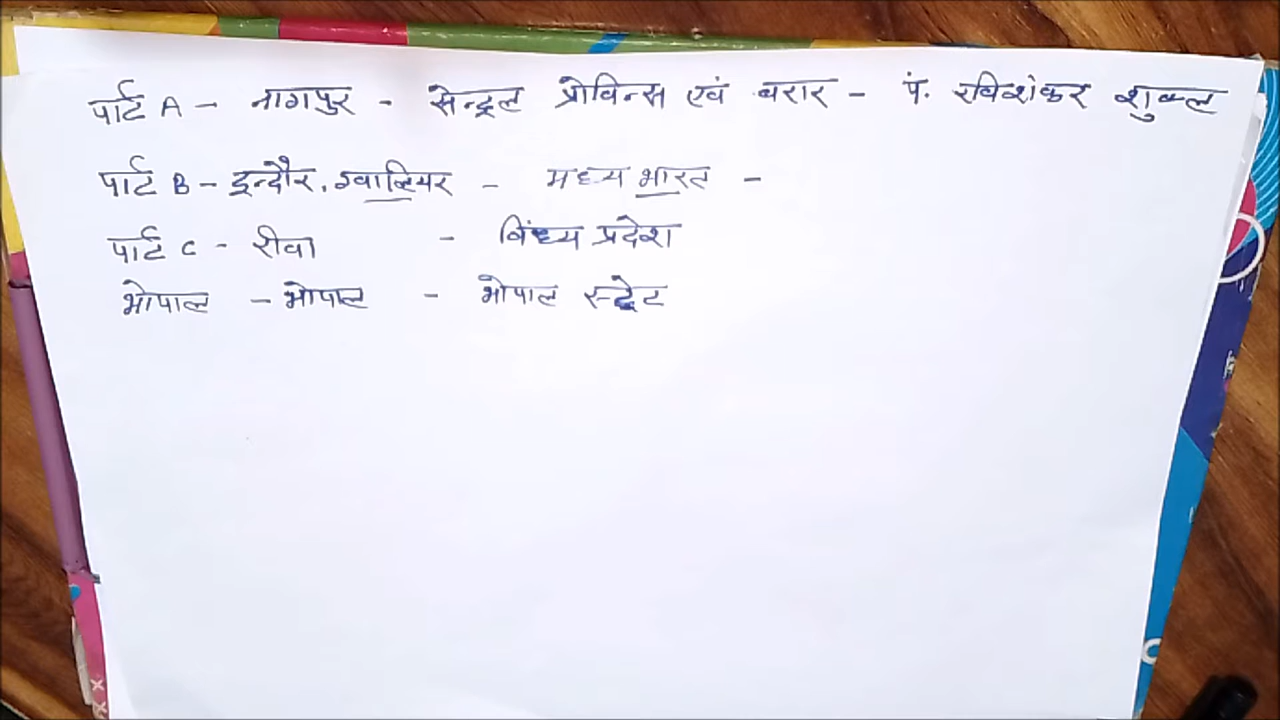 पार्ट A - नागपुर - सेन्ट्रल प्रोविन्स एवं बरार - पं. रविशंकर शुक्ल
पार्ट B - इन्दौर, ग्वालियर - मध्य भारत -
पार्ट C - रीवा - विंध्य प्रदेश
भोपाल - भोपाल - भोपाल स्टेट